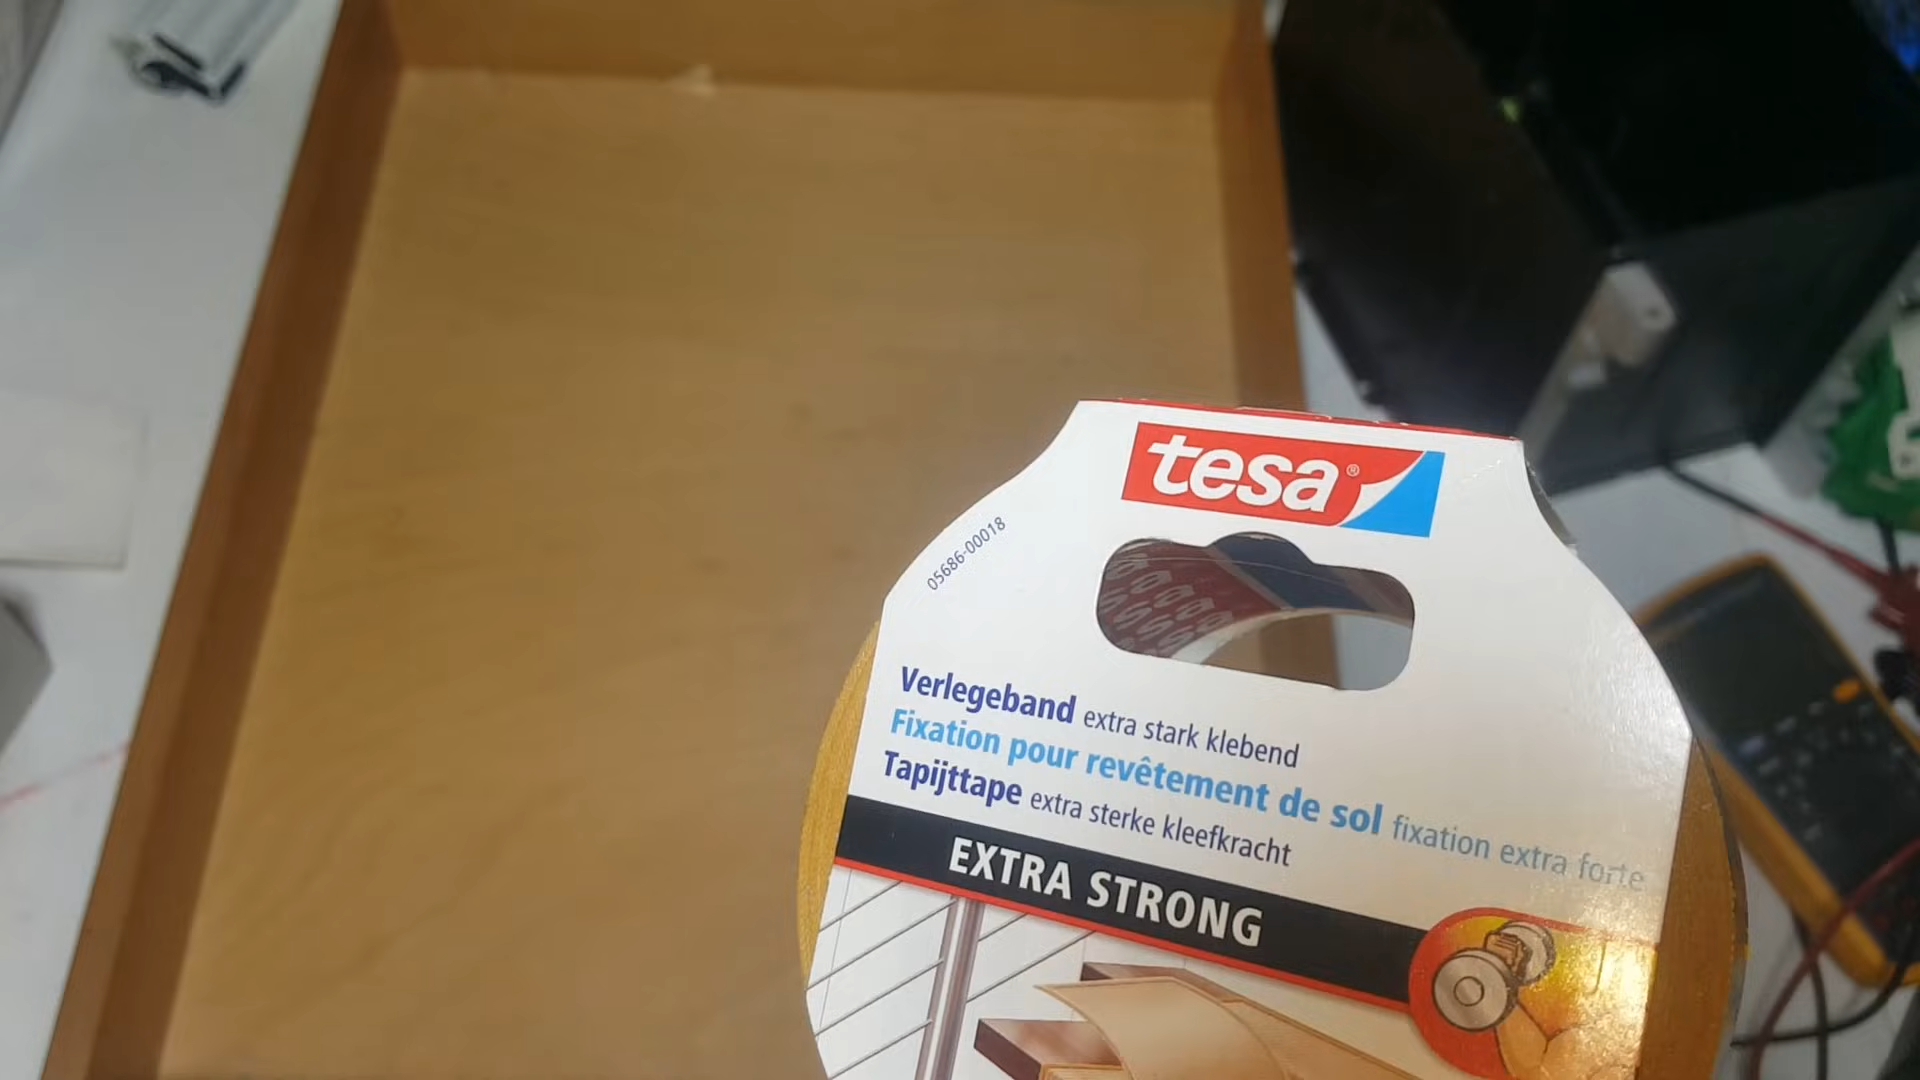 tesa®
05686-00018
Verlegeband extra stark klebend
Fixation pour revêtement de sol fixation extra forte
Tapijttape extra sterke kleefkracht
EXTRA STRONG